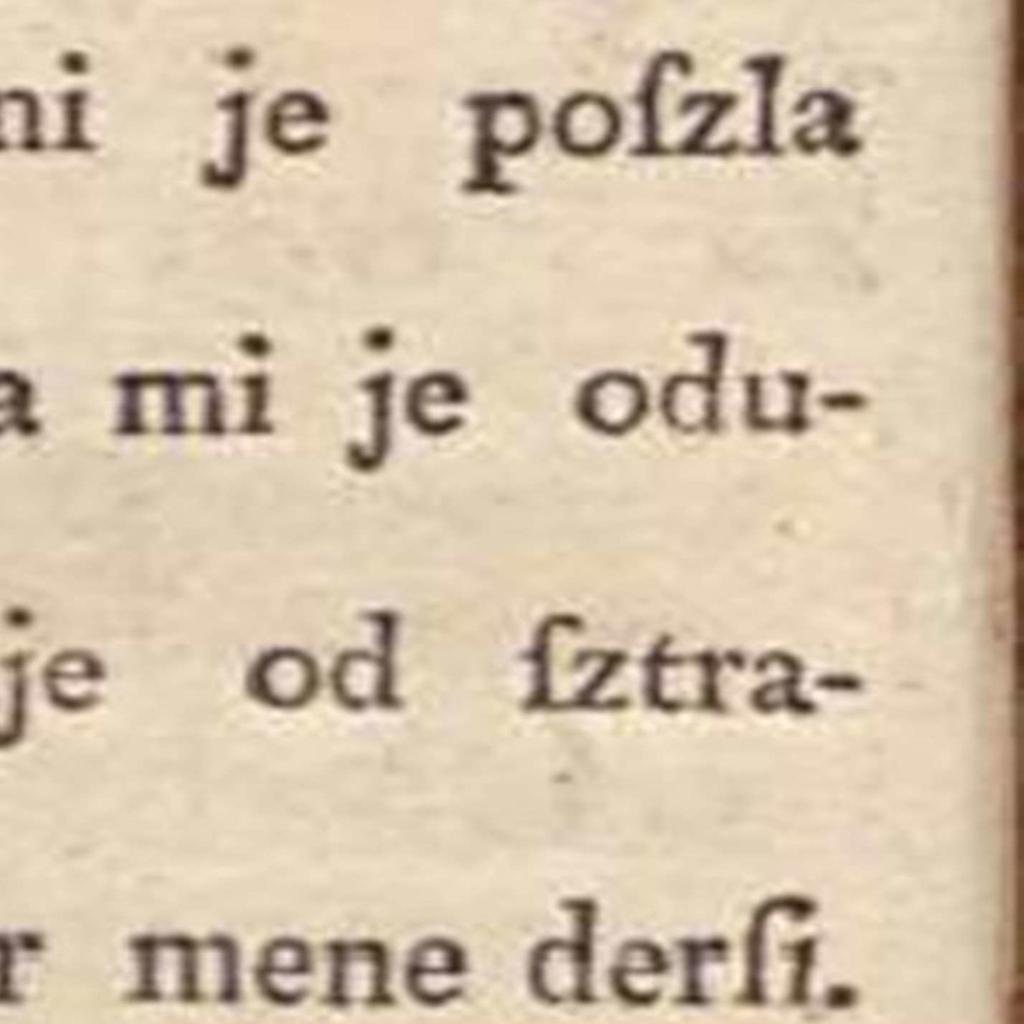 ni je poſzla
a mi je odu-
je od ſztra-
r mene derſi.